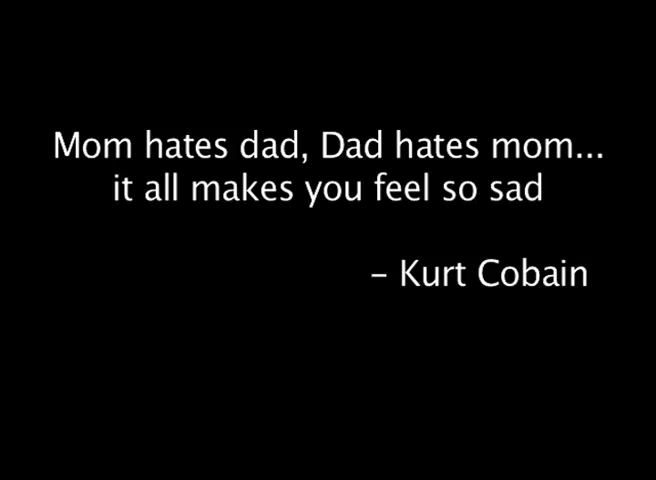 Mom hates dad, Dad hates mom...
it all makes you feel so sad
– Kurt Cobain